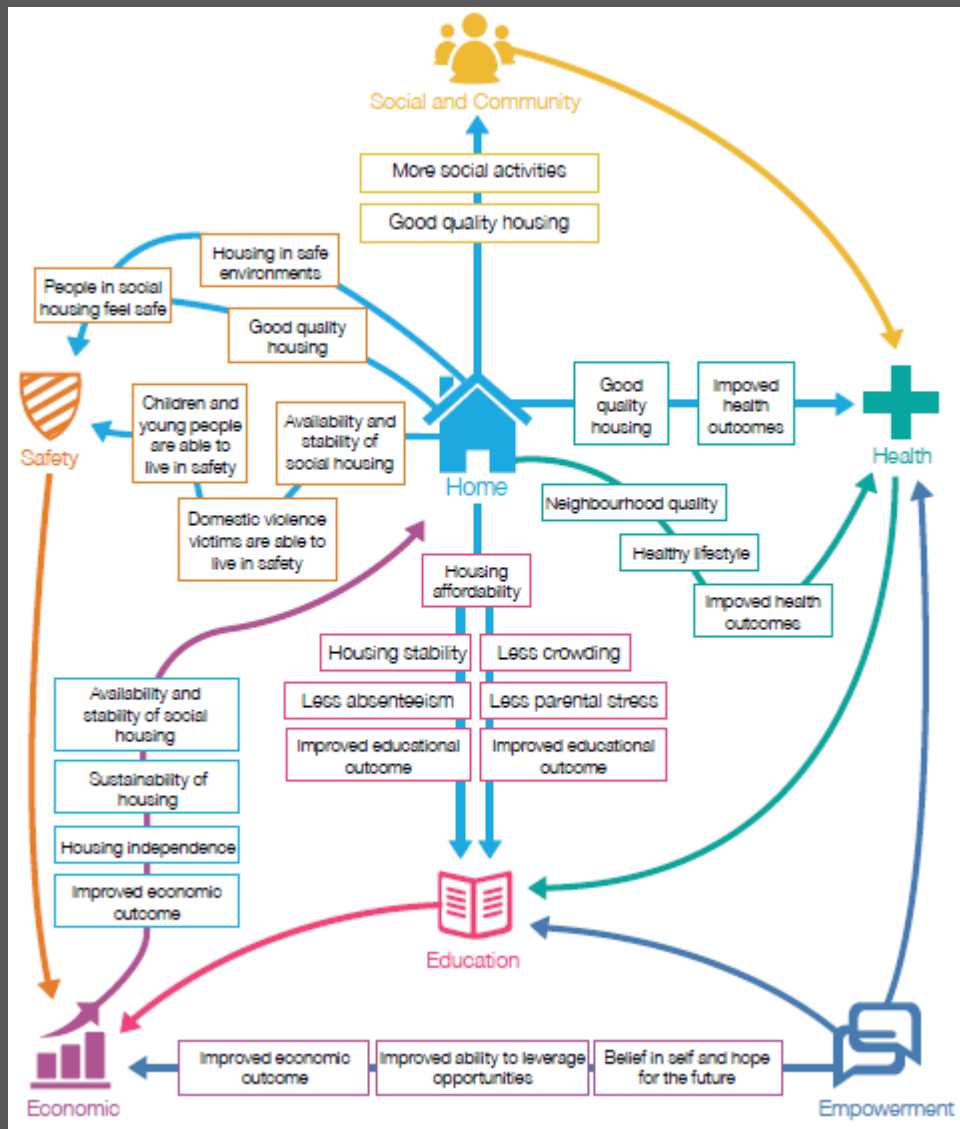 Social and Community
More social activities
Good quality housing
Housing in safe
environments
People in social
housing feel safe
Good quality
housing
Safety
Children and
young people
are able to
live in safety
Availability and
stability of
social housing
Domestic violence
victims are able to
live in safety
Home
Good
quality
housing
Impoved
health
outcomes
Health
Neighbourhood quality
Healthy lifestyle
Impoved health
outcomes
Housing
affordability
Housing stability
Less crowding
Less absenteeism
Less parental stress
Improved educational
outcome
Improved educational
outcome
Availability and
stability of social
housing
Sustainability of
housing
Housing independence
Improved economic
outcome
Education
Economic
Improved economic
outcome
Improved ability to leverage
opportunities
Belief in self and hope
for the future
Empowerment